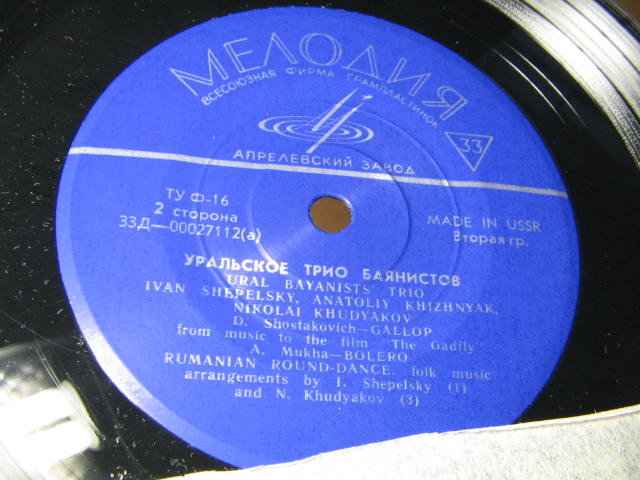 МЕЛОДИЯ
ВСЕСОЮЗНАЯ ФИРМА ГРАМПЛАСТИНОК
33
АПРЕЛЕВСКИЙ ЗАВОД
ТУ Ф-16
2 сторона
33Д—00027112(а)
MADE IN USSR
Вторая гр.
УРАЛЬСКОЕ ТРИО БАЯНИСТОВ
URAL BAYANISTS' TRIO
IVAN SHEPELSKY, ANATOLIY KHIZHNYAK,
NIKOLAI KHUDYAKOV
D. Shostakovich—GALLOP
from music to the film "The Gadfly"
A. Mukha—BOLERO
RUMANIAN ROUND-DANCE, folk music
arrangements by I. Shepelsky (1)
and N. Khudyakov (3)